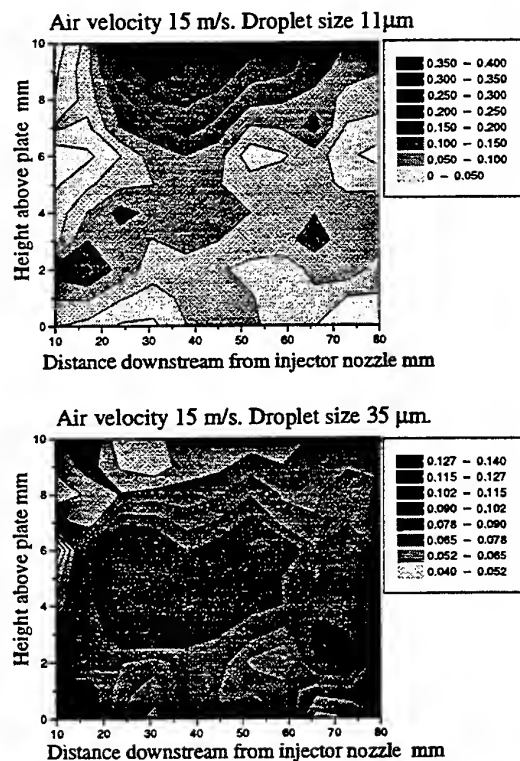 Air velocity 15 m/s. Droplet size 11µm
10
8
6
4
2
0
Height above plate mm
10 20 30 40 50 60 70 80
Distance downstream from injector nozzle mm
0.350 - 0.400
0.300 - 0.350
0.250 - 0.300
0.200 - 0.250
0.150 - 0.200
0.100 - 0.150
0.050 - 0.100
0 - 0.050
Air velocity 15 m/s. Droplet size 35 µm.
10
8
6
4
2
0
Height above plate mm
10 20 30 40 50 60 70 80
Distance downstream from injector nozzle mm
0.127 - 0.140
0.115 - 0.127
0.102 - 0.115
0.090 - 0.102
0.078 - 0.090
0.065 - 0.078
0.052 - 0.065
0.040 - 0.052